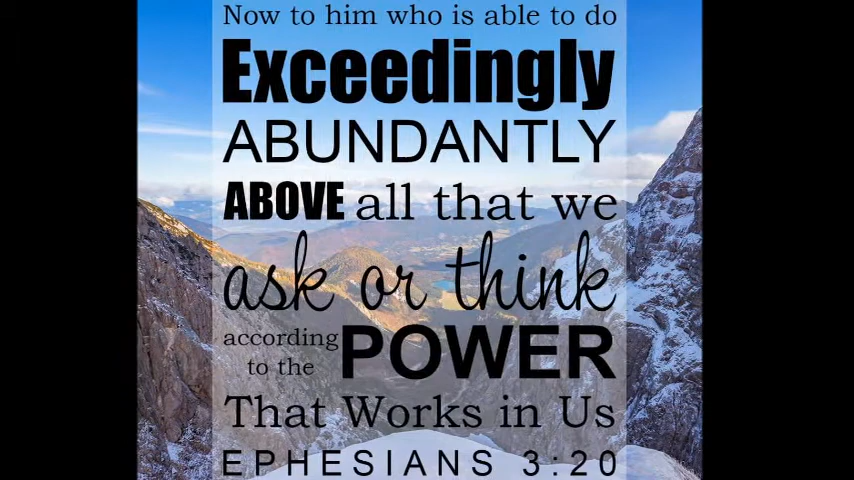 Now to him who is able to do
Exceedingly
ABUNDANTLY
ABOVE all that we
ask or think
according
to the POWER
That Works in Us
EPHESIANS 3:20